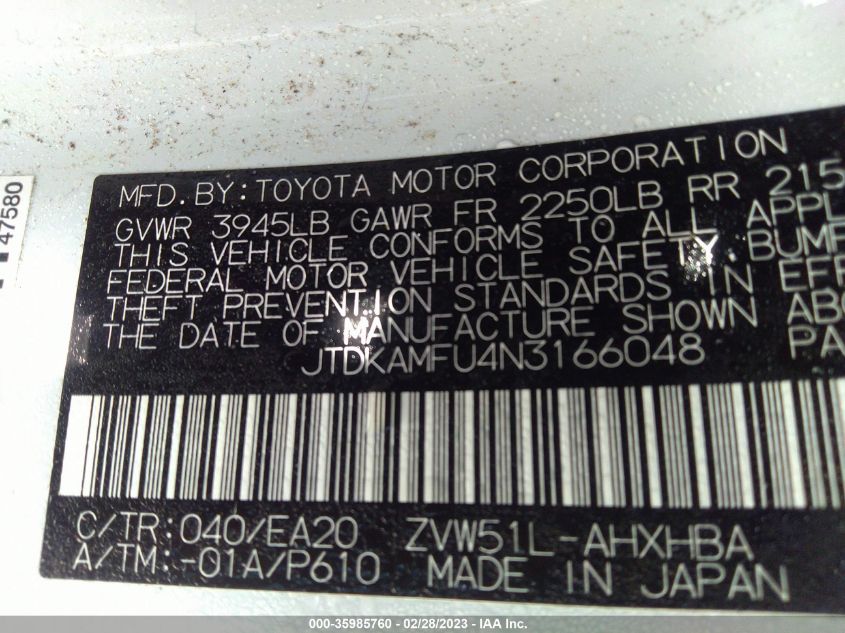 47580
MFD. BY: TOYOTA MOTOR CORPORATION
GVWR 3945LB GAWR FR 2250LB RR 215
THIS VEHICLE CONFORMS TO ALL APPL
FEDERAL MOTOR VEHICLE SAFETY, BUMP
THEFT PREVENTION STANDARDS IN EFF
THE DATE OF MANUFACTURE SHOWN ABO
JTDKAMFU4N3166048 PA
C/TR: 040/EA20 ZVW51L-AHXHBA
A/TM: -01A/P610 MADE IN JAPAN
000-35985760 - 02/28/2023 - IAA Inc.